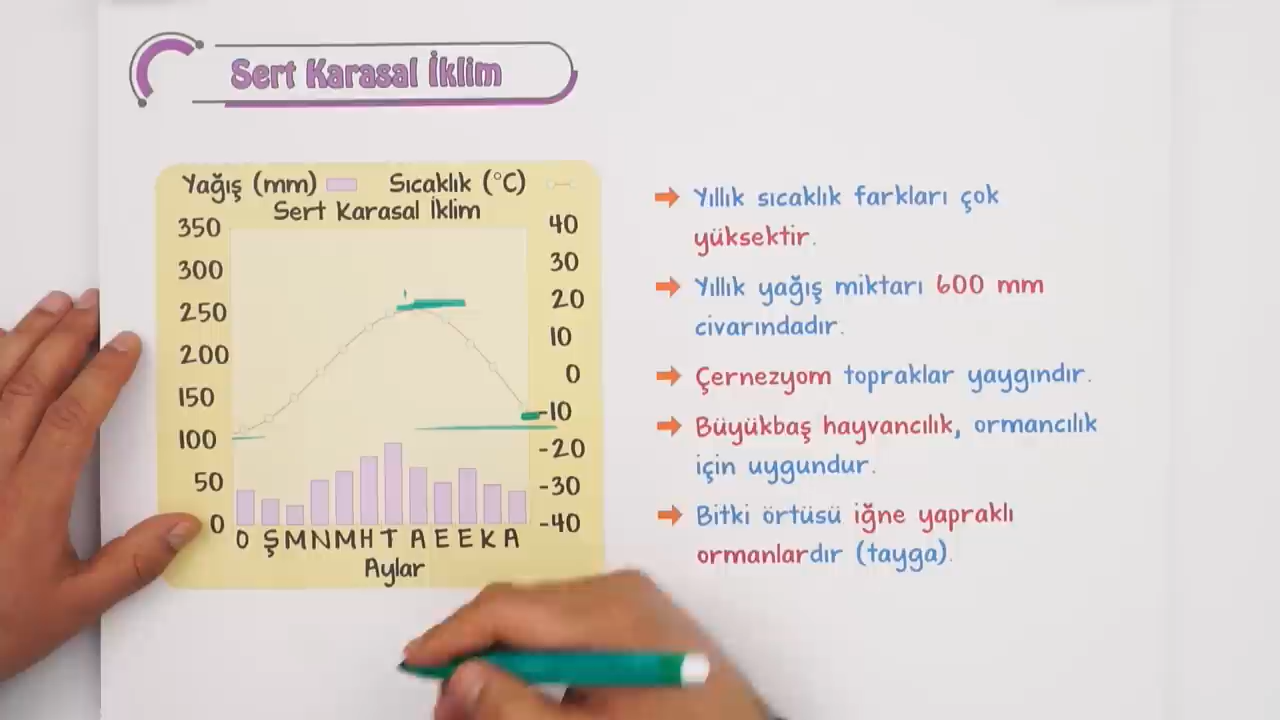 Sert Karasal İklim
Yağış (mm) Sıcaklık (°C)
Sert Karasal İklim
350
300
250
200
150
100
50
0
40
30
20
10
0
-10
-20
-30
-40
O Ş M N M H T A E E K A
Aylar
Yıllık sıcaklık farkları çok
yüksektir.
Yıllık yağış miktarı 600 mm
civarındadır.
Çernezyom topraklar yaygındır.
Büyükbaş hayvancılık, ormancılık
için uygundur.
Bitki örtüsü iğne yapraklı
ormanlardır (tayga).